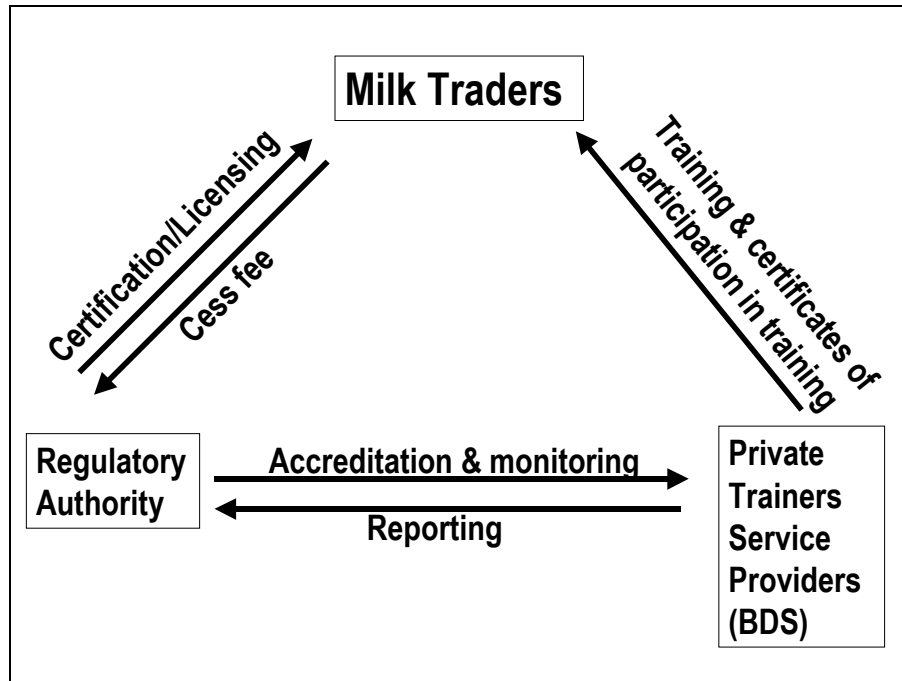 Milk Traders
Certification/Licensing
Cess fee
Training & certificates of
participation in training
Regulatory
Authority
Accreditation & monitoring
Reporting
Private
Trainers
Service
Providers
(BDS)